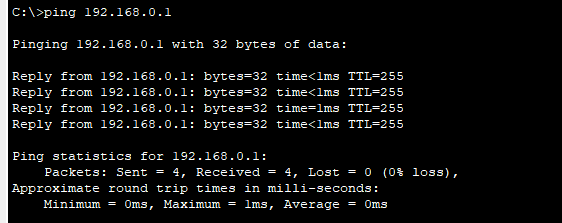 C:\>ping 192.168.0.1
Pinging 192.168.0.1 with 32 bytes of data:
Reply from 192.168.0.1: bytes=32 time<1ms TTL=255
Reply from 192.168.0.1: bytes=32 time<1ms TTL=255
Reply from 192.168.0.1: bytes=32 time=1ms TTL=255
Reply from 192.168.0.1: bytes=32 time<1ms TTL=255
Ping statistics for 192.168.0.1:
Packets: Sent = 4, Received = 4, Lost = 0 (0% loss),
Approximate round trip times in milli-seconds:
Minimum = 0ms, Maximum = 1ms, Average = 0ms